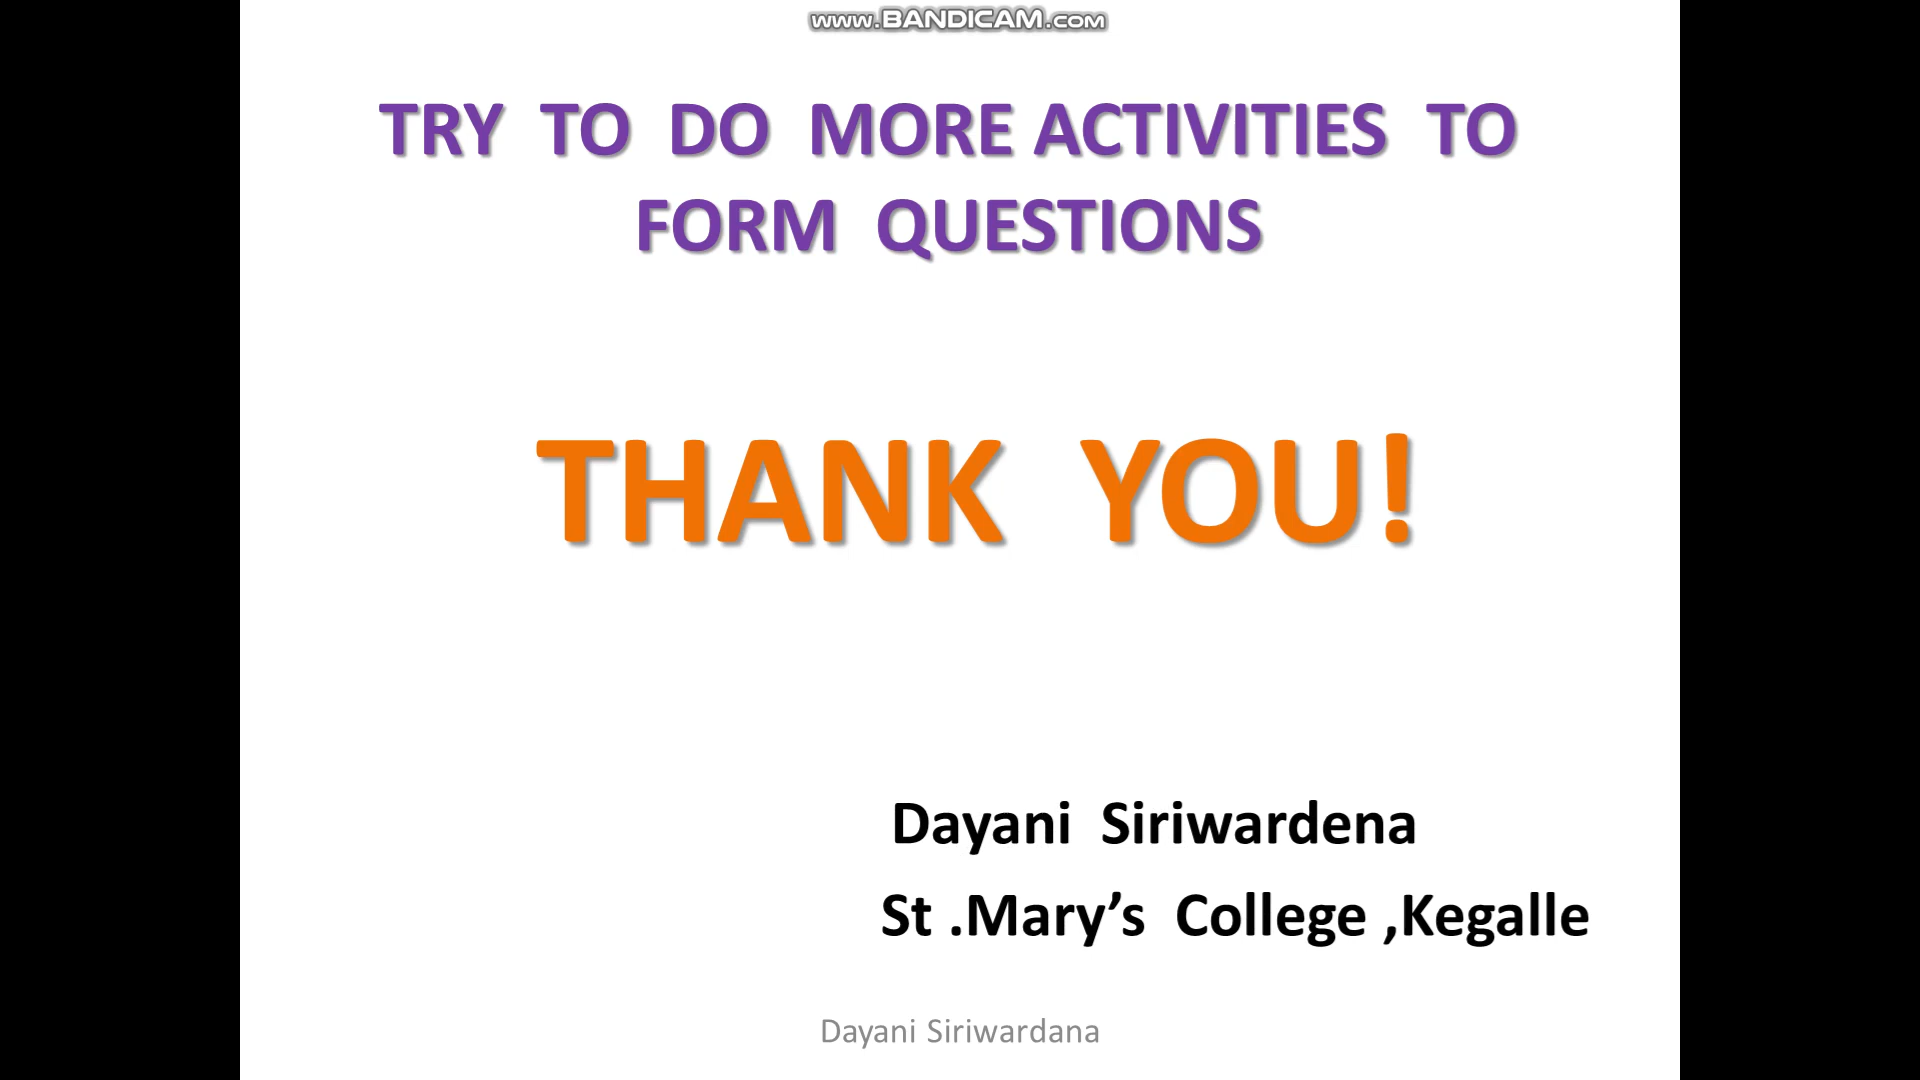 www.BANDICAM.com
TRY TO DO MORE ACTIVITIES TO
FORM QUESTIONS
THANK YOU!
Dayani Siriwardena
St .Mary’s College ,Kegalle
Dayani Siriwardana